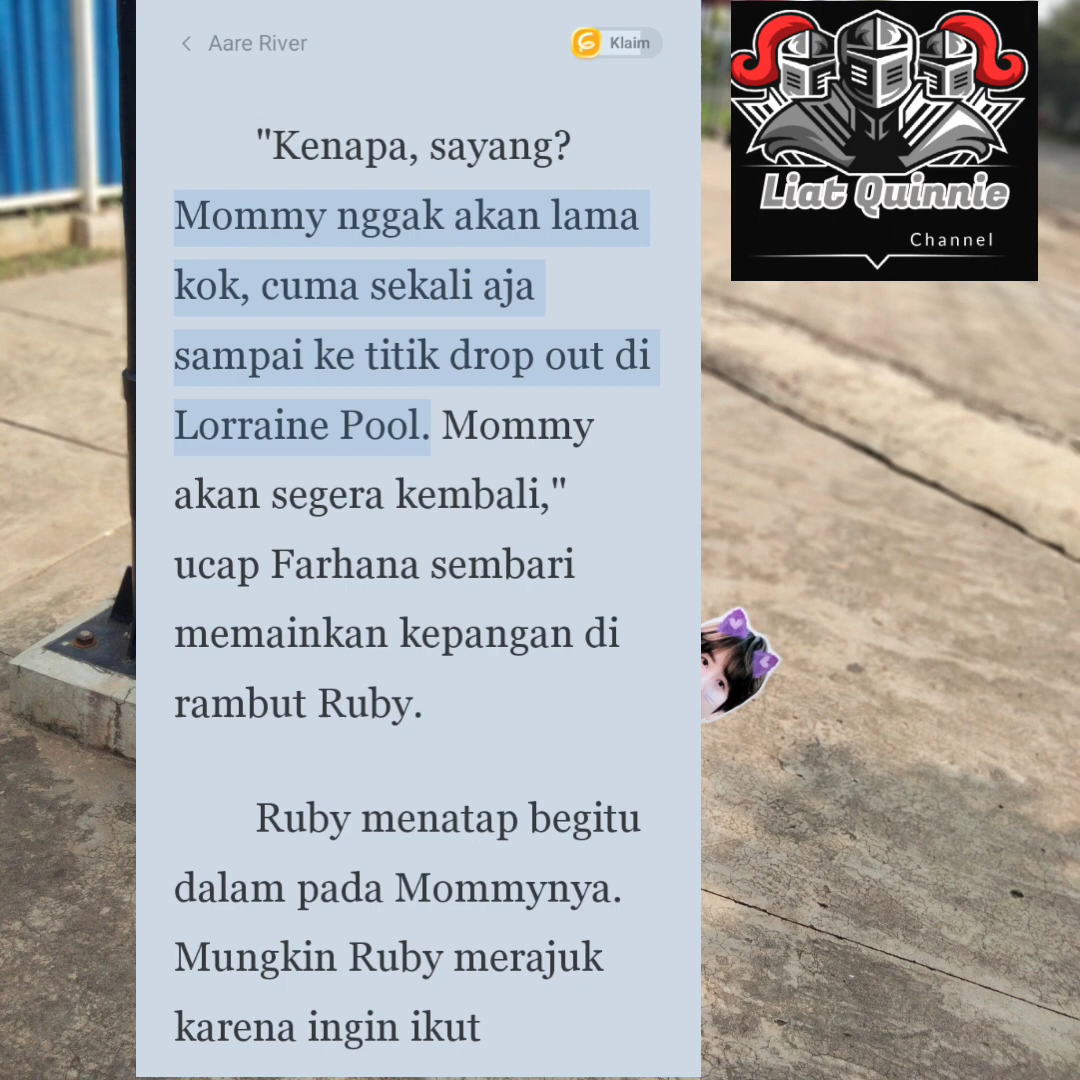 Aare River
Klaim
"Kenapa, sayang?
Mommy nggak akan lama
kok, cuma sekali aja
sampai ke titik drop out di
Lorraine Pool. Mommy
akan segera kembali,"
ucap Farhana sembari
memainkan kepangan di
rambut Ruby.
Ruby menatap begitu
dalam pada Mommynya.
Mungkin Ruby merajuk
karena ingin ikut
Liat Quinnie
Channel